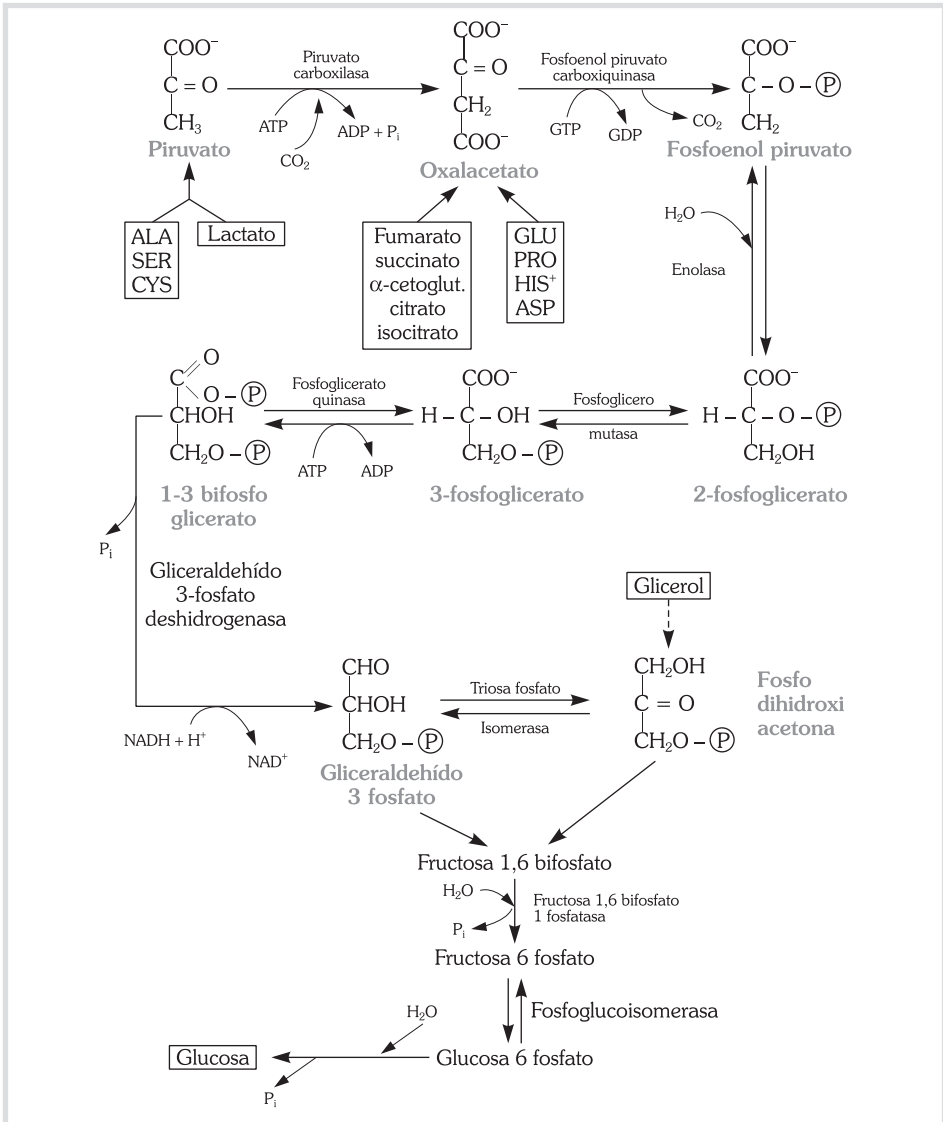 COO⁻
C = O
CH₃
Piruvato
Piruvato
carboxilasa
ATP
CO₂
ADP + Pᵢ
COO⁻
C = O
CH₂
COO⁻
Oxalacetato
Fosfoenol piruvato
carboxiquinasa
GTP
GDP
CO₂
COO⁻
C – O – Ⓟ
CH₂
Fosfoenol piruvato
ALA
SER
CYS
Lactato
Fumarato
succinato
α-cetoglut.
citrato
isocitrato
GLU
PRO
HIS⁺
ASP
H₂O
Enolasa
O
C
O – Ⓟ
CHOH
CH₂O – Ⓟ
1-3 bifosfo
glicerato
Fosfoglicerato
quinasa
ATP
ADP
COO⁻
H – C – OH
CH₂O – Ⓟ
3-fosfoglicerato
Fosfoglicero
mutasa
COO⁻
H – C – O – Ⓟ
CH₂OH
2-fosfoglicerato
Pᵢ
Gliceraldehído
3-fosfato
deshidrogenasa
NADH + H⁺
NAD⁺
CHO
CHOH
CH₂O – Ⓟ
Gliceraldehído
3 fosfato
Triosa fosfato
Isomerasa
Glicerol
CH₂OH
C = O
CH₂O – Ⓟ
Fosfo
dihidroxi
acetona
Fructosa 1,6 bifosfato
H₂O
Pᵢ
Fructosa 1,6 bifosfato
1 fosfatasa
Fructosa 6 fosfato
Fosfoglucoisomerasa
Glucosa 6 fosfato
H₂O
Pᵢ
Glucosa